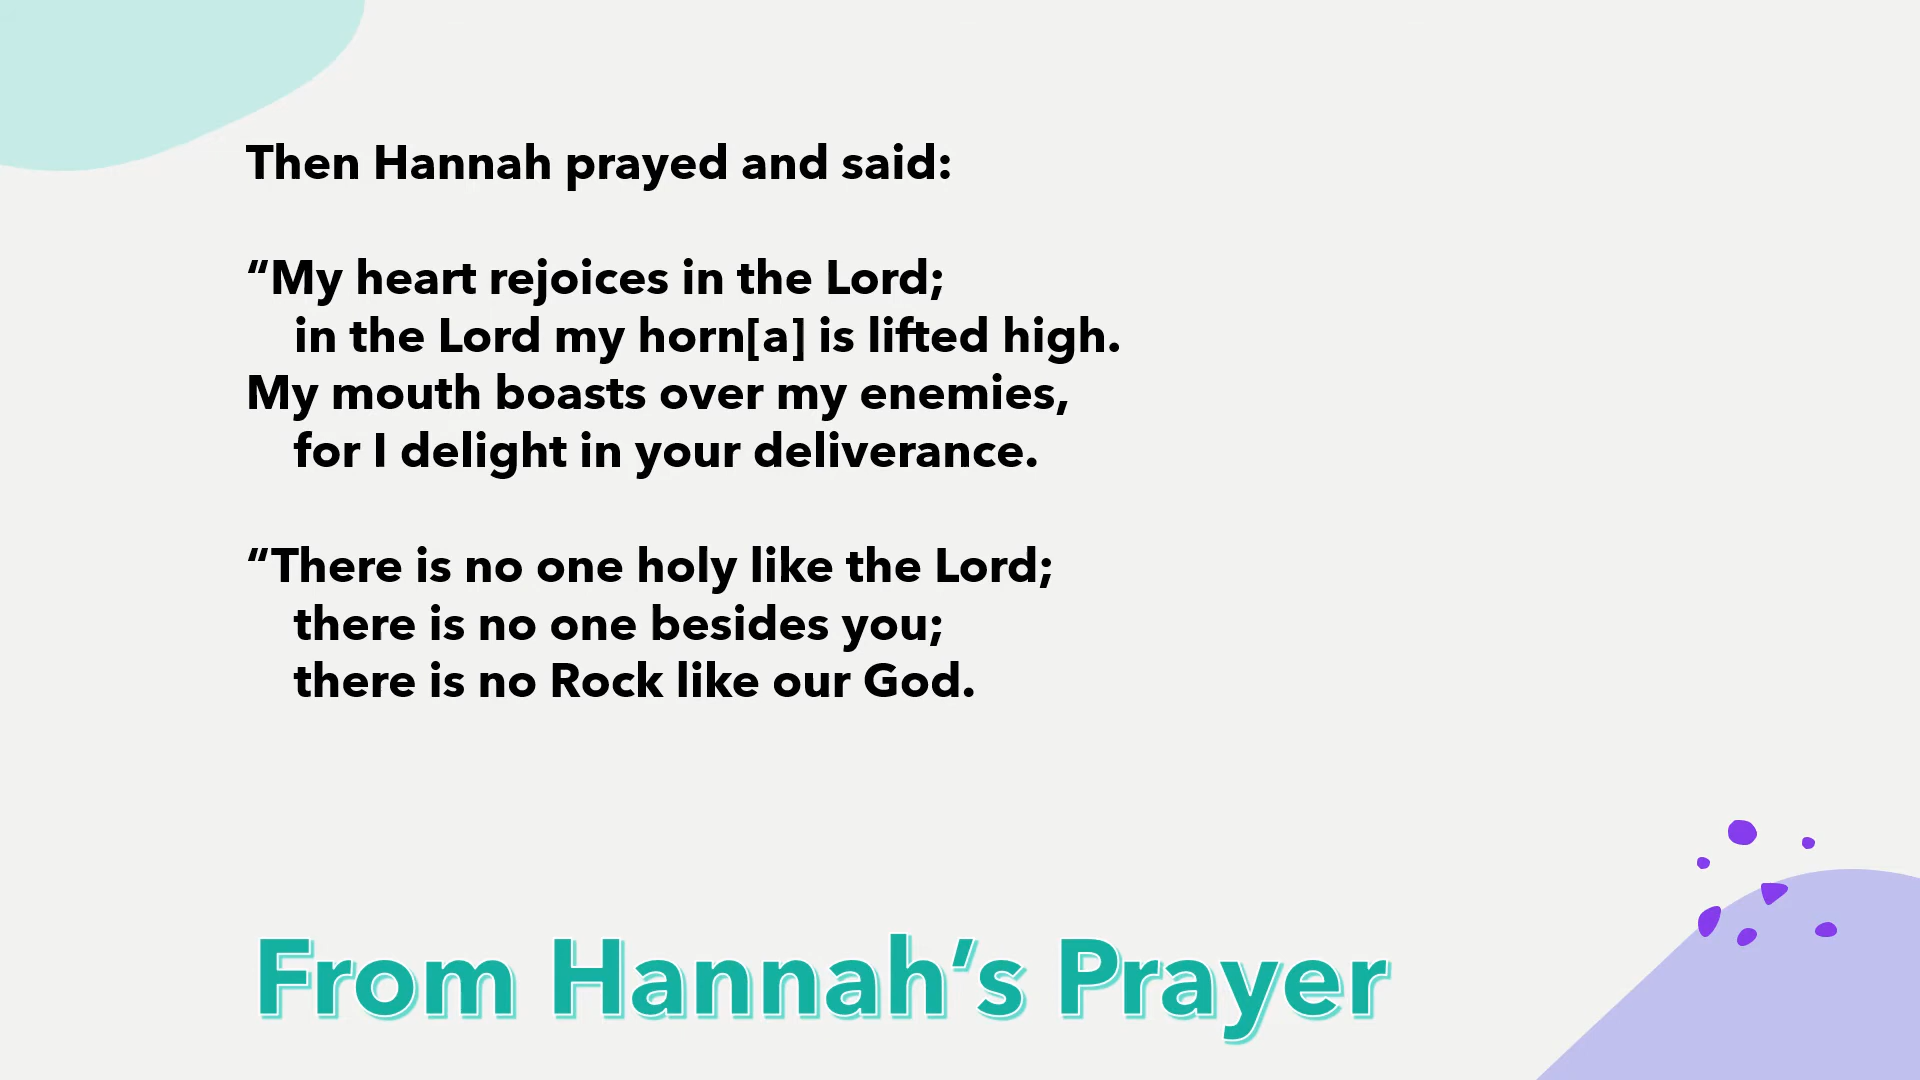 Then Hannah prayed and said:
“My heart rejoices in the Lord;
in the Lord my horn[a] is lifted high.
My mouth boasts over my enemies,
for I delight in your deliverance.
“There is no one holy like the Lord;
there is no one besides you;
there is no Rock like our God.
From Hannah’s Prayer